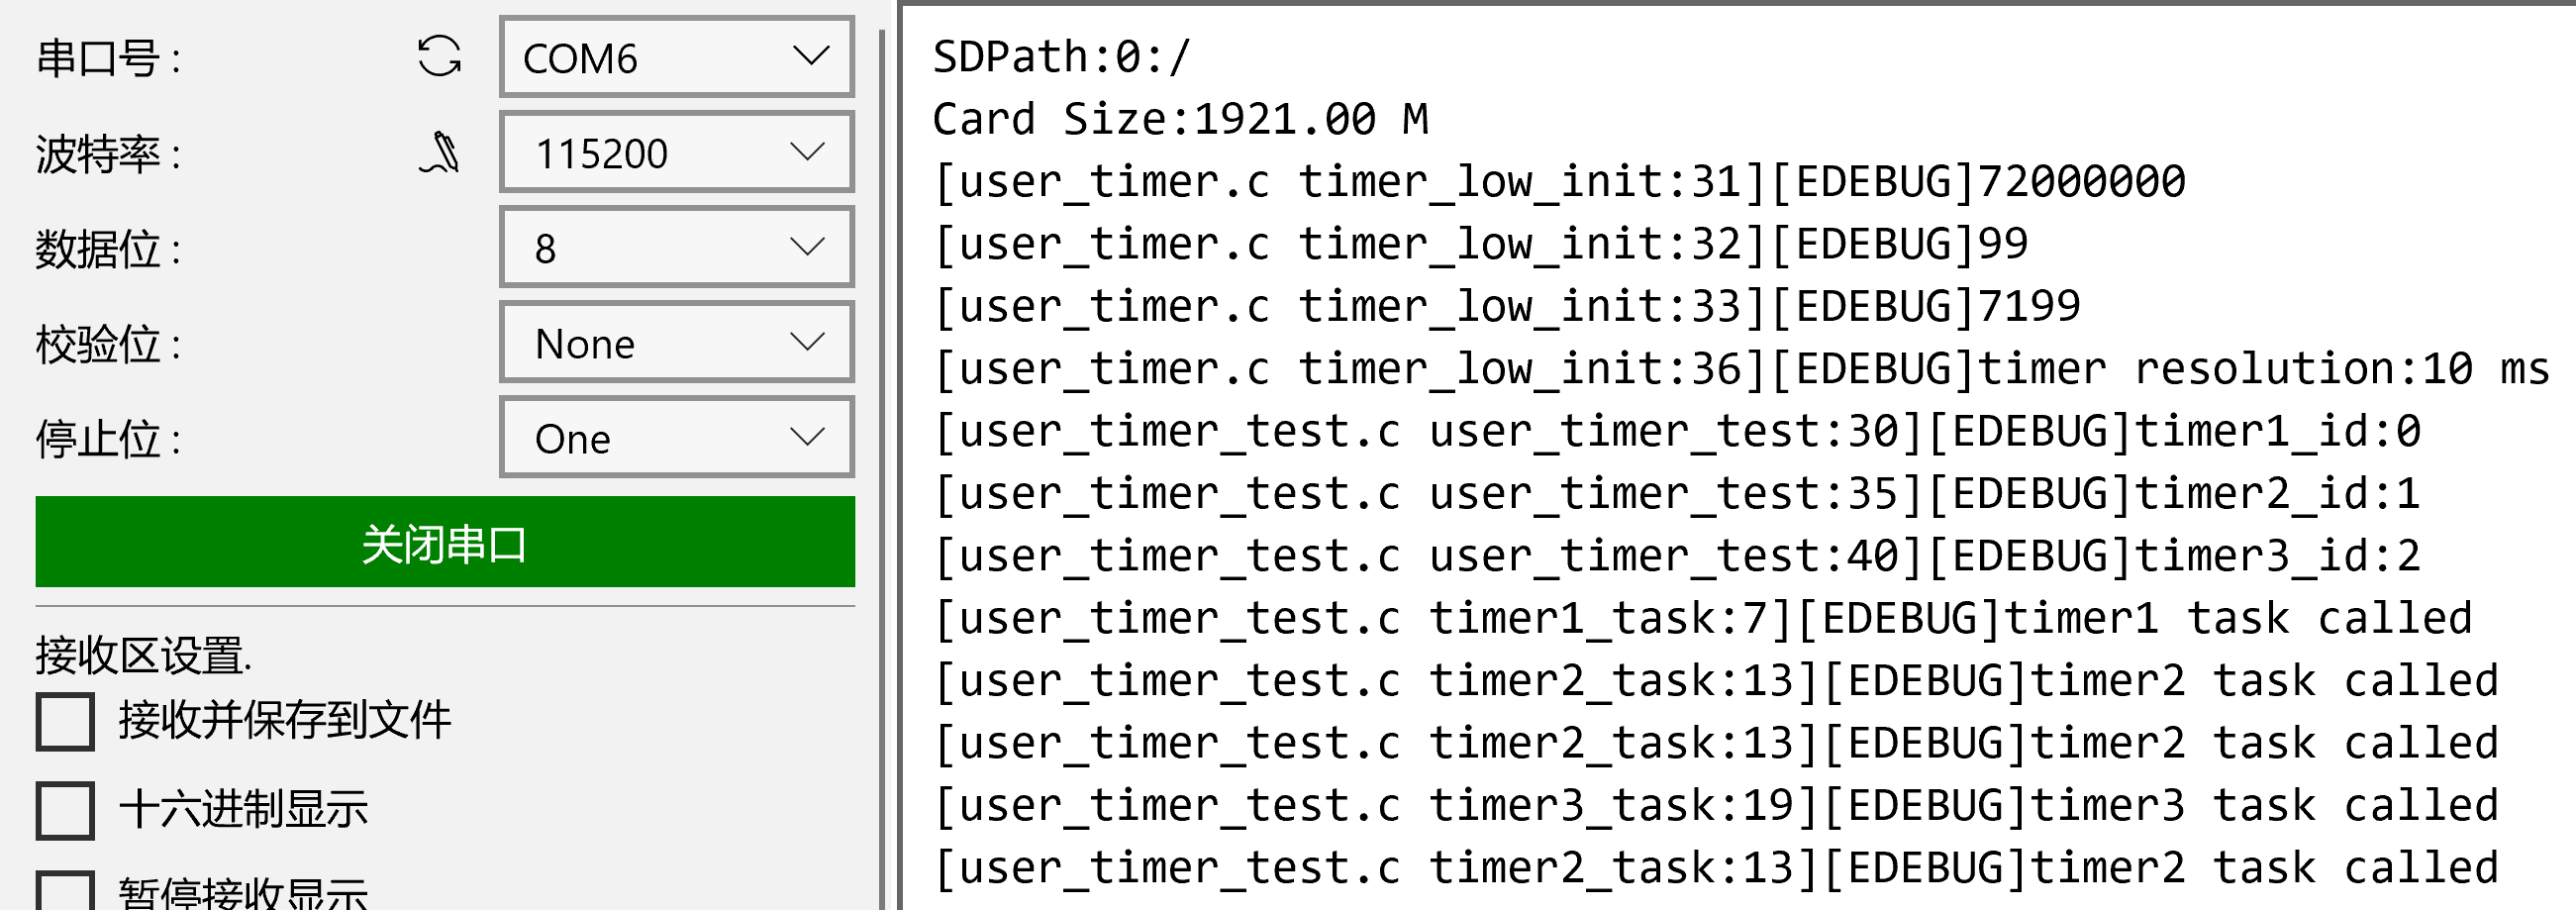 串口号：
COM6
波特率：
115200
数据位：
8
校验位：
None
停止位：
One
关闭串口
接收区设置.
接收并保存到文件
十六进制显示
暂停接收显示
SDPath:0:/
Card Size:1921.00 M
[user_timer.c timer_low_init:31][EDEBUG]72000000
[user_timer.c timer_low_init:32][EDEBUG]99
[user_timer.c timer_low_init:33][EDEBUG]7199
[user_timer.c timer_low_init:36][EDEBUG]timer resolution:10 ms
[user_timer_test.c user_timer_test:30][EDEBUG]timer1_id:0
[user_timer_test.c user_timer_test:35][EDEBUG]timer2_id:1
[user_timer_test.c user_timer_test:40][EDEBUG]timer3_id:2
[user_timer_test.c timer1_task:7][EDEBUG]timer1 task called
[user_timer_test.c timer2_task:13][EDEBUG]timer2 task called
[user_timer_test.c timer2_task:13][EDEBUG]timer2 task called
[user_timer_test.c timer3_task:19][EDEBUG]timer3 task called
[user_timer_test.c timer2_task:13][EDEBUG]timer2 task called